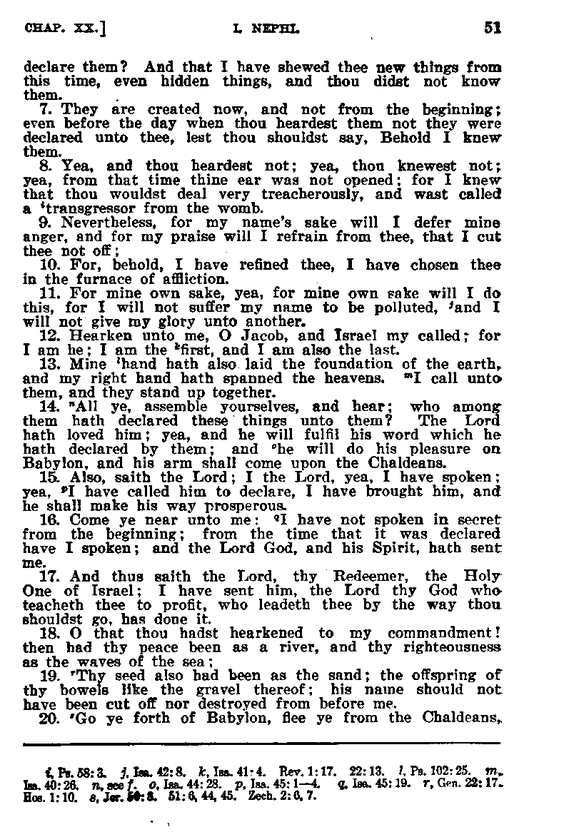 CHAP. XX.] I. NEPHI. 51
declare them? And that I have shewed thee new things from
this time, even hidden things, and thou didst not know
them.
7. They are created now, and not from the beginning;
even before the day when thou heardest them not they were
declared unto thee, lest thou shouldst say, Behold I knew
them.
8. Yea, and thou heardest not; yea, thou knewest not;
yea, from that time thine ear was not opened; for I knew
that thou wouldst deal very treacherously, and wast called
a ⁱtransgressor from the womb.
9. Nevertheless, for my name's sake will I defer mine
anger, and for my praise will I refrain from thee, that I cut
thee not off;
10. For, behold, I have refined thee, I have chosen thee
in the furnace of affliction.
11. For mine own sake, yea, for mine own sake will I do
this, for I will not suffer my name to be polluted, ʲand I
will not give my glory unto another.
12. Hearken unto me, O Jacob, and Israel my called; for
I am he; I am the ᵏfirst, and I am also the last.
13. Mine ˡhand hath also laid the foundation of the earth,
and my right hand hath spanned the heavens. ᵐI call unto
them, and they stand up together.
14. ⁿAll ye, assemble yourselves, and hear; who among
them hath declared these things unto them? The Lord
hath loved him; yea, and he will fulfil his word which he
hath declared by them; and ᵒhe will do his pleasure on
Babylon, and his arm shall come upon the Chaldeans.
15. Also, saith the Lord; I the Lord, yea, I have spoken;
yea, ᵖI have called him to declare, I have brought him, and
he shall make his way prosperous.
16. Come ye near unto me: qI have not spoken in secret
from the beginning; from the time that it was declared
have I spoken; and the Lord God, and his Spirit, hath sent
me.
17. And thus saith the Lord, thy Redeemer, the Holy
One of Israel; I have sent him, the Lord thy God who
teacheth thee to profit, who leadeth thee by the way thou
shouldst go, has done it.
18. O that thou hadst hearkened to my commandment!
then had thy peace been as a river, and thy righteousness
as the waves of the sea;
19. ʳThy seed also had been as the sand; the offspring of
thy bowels like the gravel thereof; his name should not
have been cut off nor destroyed from before me.
20. ˢGo ye forth of Babylon, flee ye from the Chaldeans,
i, Ps. 58:3. j, Isa. 42:8. k, Isa. 41:4. Rev. 1:17. 22:13. l, Ps. 102:25. m,
Isa. 40:26. n, see f. o, Isa. 44:28. p, Isa. 45:1—4. q, Isa. 45:19. r, Gen. 22:17.
Hos. 1:10. s, Jer. 51:6, 44, 45. Zech. 2:6, 7.